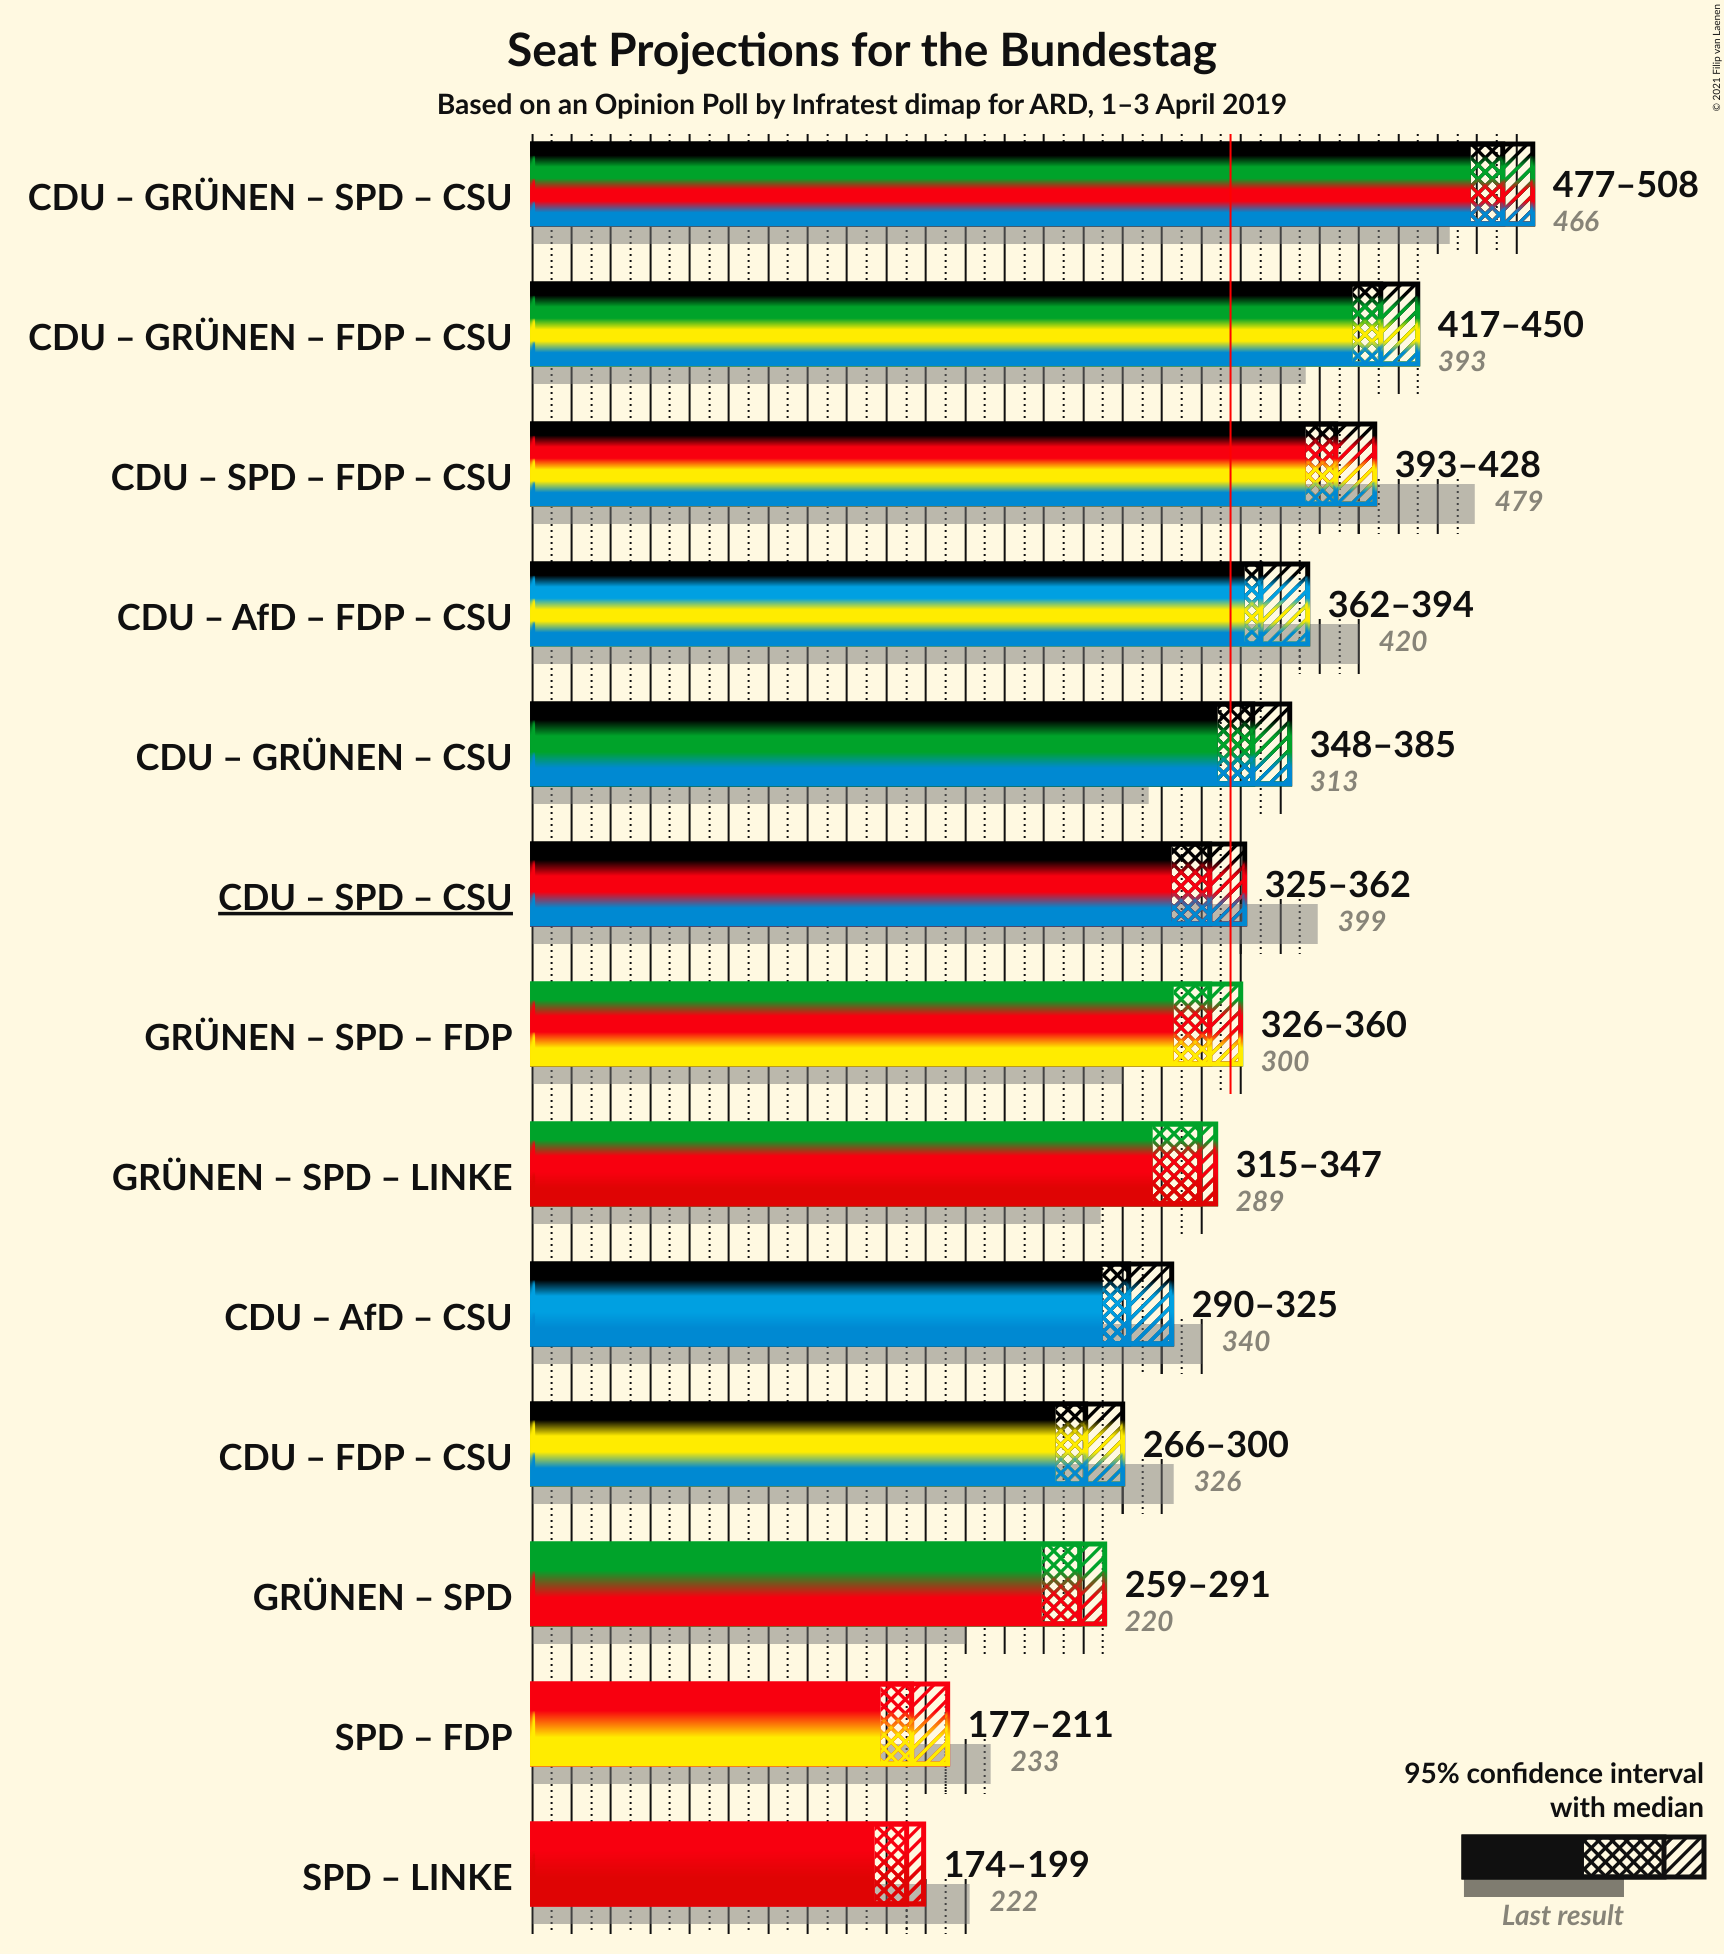 Seat Projections for the Bundestag
Based on an Opinion Poll by Infratest dimap for ARD, 1–3 April 2019
© 2021 Filip van Laenen
CDU – GRÜNEN – SPD – CSU
477–508
466
CDU – GRÜNEN – FDP – CSU
417–450
393
CDU – SPD – FDP – CSU
393–428
479
CDU – AfD – FDP – CSU
362–394
420
CDU – GRÜNEN – CSU
348–385
313
CDU – SPD – CSU
325–362
399
GRÜNEN – SPD – FDP
326–360
300
GRÜNEN – SPD – LINKE
315–347
289
CDU – AfD – CSU
290–325
340
CDU – FDP – CSU
266–300
326
GRÜNEN – SPD
259–291
220
SPD – FDP
177–211
233
SPD – LINKE
174–199
222
95% confidence interval
with median
Last result